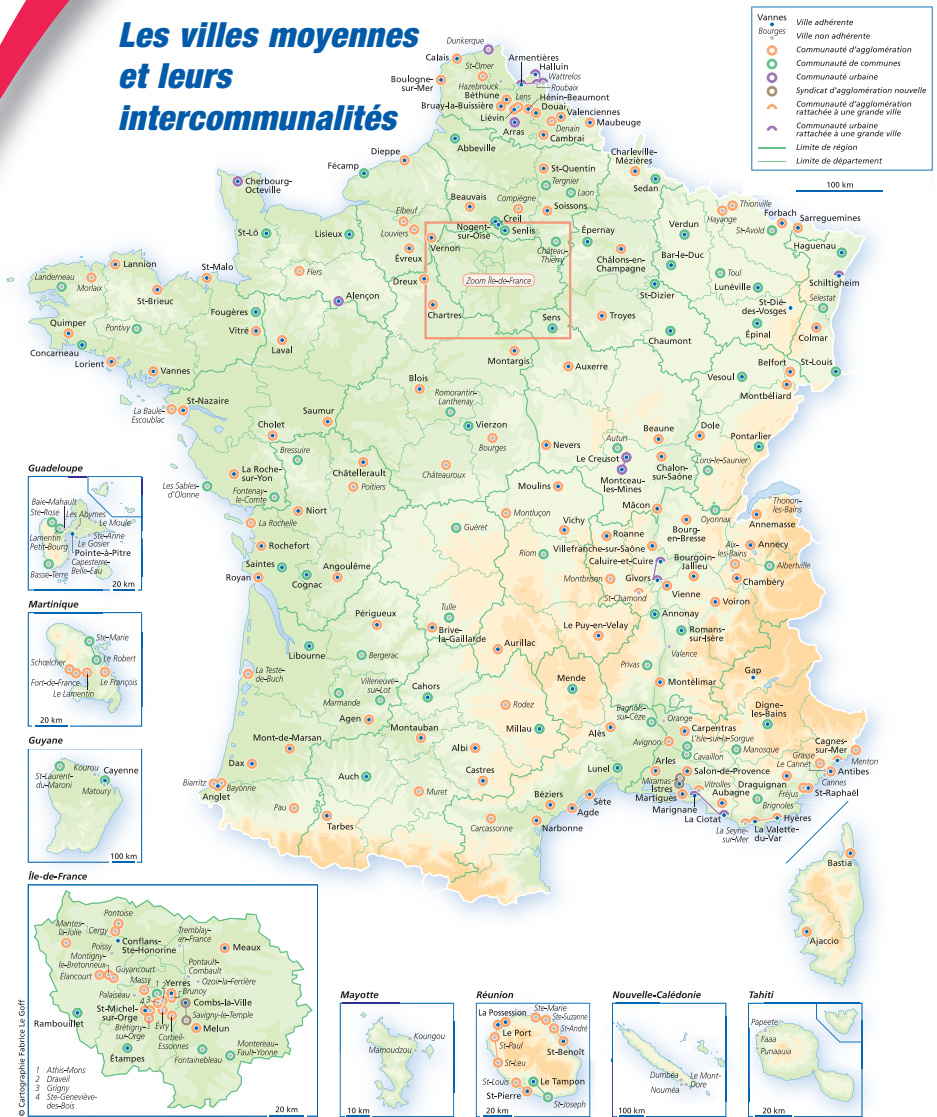 Les villes moyennes
et leurs
intercommunalités
Vannes
Ville adhérente
Bourges
Ville non adhérente
Communauté d'agglomération
Communauté de communes
Communauté urbaine
Syndicat d'agglomération nouvelle
Communauté d'agglomération
rattachée à une grande ville
Communauté urbaine
rattachée à une grande ville
Limite de région
Limite de département
100 km
Dunkerque
Calais
St-Omer
Armentières
Halluin
Wattrelos
Roubaix
Boulogne-
sur-Mer
Hazebrouck
Béthune
Lens
Hénin-Beaumont
Bruay-la-Buissière
Douai
Liévin
Valenciennes
Denain
Maubeuge
Arras
Cambrai
Abbeville
Dieppe
Fécamp
Charleville-
Mézières
St-Quentin
Sedan
Tergnier
Laon
Cherbourg-
Octeville
Beauvais
Compiègne
Soissons
Elbeuf
Louviers
Creil
Nogent-
sur-Oise
Senlis
St-Lô
Lisieux
Vernon
Évreux
Château-
Thierry
Épernay
Châlons-en-
Champagne
Verdun
Bar-le-Duc
Thionville
Hayange
St-Avold
Forbach
Sarreguemines
Haguenau
Schiltigheim
Toul
Lunéville
Sélestat
St-Dizier
St-Dié-
des-Vosges
Épinal
Colmar
Landerneau
Morlaix
Lannion
St-Malo
Flers
Dreux
Zoom Île-de-France
St-Brieuc
Alençon
Chartres
Fougères
Vitré
Laval
Sens
Troyes
Chaumont
Quimper
Pontivy
Concarneau
Lorient
Vannes
Montargis
Auxerre
Belfort
St-Louis
Vesoul
Montbéliard
Blois
Romorantin-
Lanthenay
La Baule-
Escoublac
St-Nazaire
Saumur
Cholet
Vierzon
Bourges
Nevers
Autun
Beaune
Dole
Pontarlier
Le Creusot
Lons-le-Saunier
Bressuire
Châtellerault
Châteauroux
Montceau-
les-Mines
Chalon-
sur-Saône
La Roche-
sur-Yon
Poitiers
Les Sables-
d'Olonne
Fontenay-
le-Comte
Niort
Moulins
Mâcon
Thonon-
les-Bains
Annemasse
Oyonnax
La Rochelle
Guéret
Montluçon
Vichy
Roanne
Bourg-
en-Bresse
Annecy
Rochefort
Riom
Villefranche-sur-Saône
Aix-
les-Bains
Albertville
Caluire-et-Cuire
Bourgoin-
Jallieu
Saintes
Angoulême
Royan
Cognac
Montbrison
Givors
Chambéry
St-Chamond
Vienne
Voiron
Tulle
Périgueux
Brive-
la-Gaillarde
Annonay
Le Puy-en-Velay
Romans-
sur-Isère
Aurillac
Valence
Libourne
Bergerac
Privas
La Teste-
de-Buch
Villeneuve-
sur-Lot
Marmande
Cahors
Mende
Montélimar
Gap
Digne-
les-Bains
Agen
Rodez
Millau
Bagnols-
sur-Cèze
Orange
Carpentras
Mont-de-Marsan
Montauban
Albi
Alès
Avignon
L'Isle-sur-la-Sorgue
Cavaillon
Manosque
Cagnes-
sur-Mer
Grasse
Menton
Le Cannet
Dax
Auch
Castres
Lunel
Arles
Salon-de-Provence
Antibes
Cannes
Biarritz
Bayonne
Anglet
Muret
Miramas
Istres
Vitrolles
Draguignan
Fréjus
St-Raphaël
Pau
Béziers
Sète
Martigues
Aubagne
Brignoles
Marignane
Tarbes
Carcassonne
Agde
Narbonne
La Ciotat
Hyères
La Seyne-
sur-Mer
La Valette-
du-Var
Bastia
Ajaccio
Guadeloupe
Baie-Mahault
Ste-Rose
Les Abymes
Le Moule
Lamentin
Ste-Anne
Petit-Bourg
Le Gosier
Pointe-à-Pitre
Capesterre-
Belle-Eau
Basse-Terre
20 km
Martinique
Ste-Marie
Schœlcher
Le Robert
Fort-de-France
Le François
Le Lamentin
20 km
Guyane
Kourou
Cayenne
St-Laurent-
du-Maroni
Matoury
100 km
Île-de-France
Pontoise
Mantes-
la-Jolie
Cergy
Tremblay-
en-France
Conflans-
Ste-Honorine
Poissy
Meaux
Montigny-
le-Bretonneux
Pontault-
Combault
Guyancourt
Élancourt
Massy
Yerres
Ozoir-la-Ferrière
Brunoy
Palaiseau
1
2
3
4
Combs-la-Ville
St-Michel-
sur-Orge
Savigny-le-Temple
Rambouillet
Brétigny-
sur-Orge
Évry
Melun
Corbeil-
Essonnes
Étampes
Montereau-
Fault-Yonne
Fontainebleau
1 Athis-Mons
2 Draveil
3 Grigny
4 Ste-Geneviève-
des-Bois
20 km
© Cartographie Fabrice Le Goff
Mayotte
Koungou
Mamoudzou
10 km
Réunion
La Possession
Ste-Marie
Ste-Suzanne
Le Port
St-André
St-Paul
St-Benoît
St-Leu
St-Louis
Le Tampon
St-Pierre
St-Joseph
20 km
Nouvelle-Calédonie
Dumbéa
Le Mont-
Dore
Nouméa
100 km
Tahiti
Papeete
Faaa
Punaauia
20 km